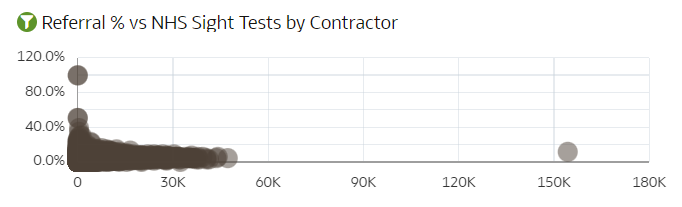 Referral % vs NHS Sight Tests by Contractor
120.0%
80.0%
40.0%
0.0%
0 30K 60K 90K 120K 150K 180K